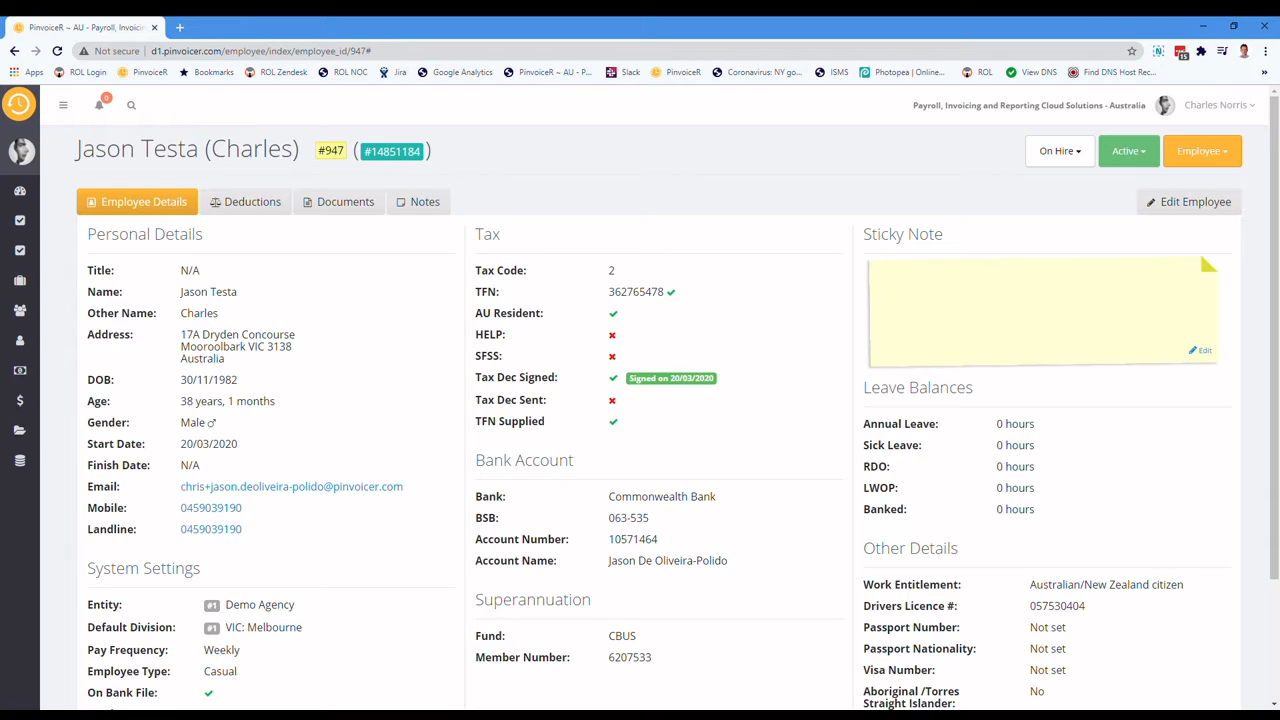 PinvoiceR ~ AU - Payroll, Invoicin
Not secure | d1.pinvoicer.com/employee/index/employee_id/947#
15
Apps ROL Login PinvoiceR Bookmarks ROL Zendesk ROL NOC Jira Google Analytics PinvoiceR ~ AU - P... Slack PinvoiceR Coronavirus: NY go... ISMS Photopea | Online... ROL View DNS Find DNS Host Rec... »
0
Payroll, Invoicing and Reporting Cloud Solutions - Australia Charles Norris
Jason Testa (Charles) #947 ( #14851184 )
On Hire Active Employee
Employee Details Deductions Documents Notes Edit Employee
Personal Details
Title: N/A
Name: Jason Testa
Other Name: Charles
Address: 17A Dryden Concourse
Mooroolbark VIC 3138
Australia
DOB: 30/11/1982
Age: 38 years, 1 months
Gender: Male ♂
Start Date: 20/03/2020
Finish Date: N/A
Email: chris+jason.deoliveira-polido@pinvoicer.com
Mobile: 0459039190
Landline: 0459039190
System Settings
Entity: #1 Demo Agency
Default Division: #1 VIC: Melbourne
Pay Frequency: Weekly
Employee Type: Casual
On Bank File:
Tax
Tax Code: 2
TFN: 362765478
AU Resident:
HELP:
SFSS:
Tax Dec Signed: Signed on 20/03/2020
Tax Dec Sent:
TFN Supplied
Bank Account
Bank: Commonwealth Bank
BSB: 063-535
Account Number: 10571464
Account Name: Jason De Oliveira-Polido
Superannuation
Fund: CBUS
Member Number: 6207533
Sticky Note
Edit
Leave Balances
Annual Leave: 0 hours
Sick Leave: 0 hours
RDO: 0 hours
LWOP: 0 hours
Banked: 0 hours
Other Details
Work Entitlement: Australian/New Zealand citizen
Drivers Licence #: 057530404
Passport Number: Not set
Passport Nationality: Not set
Visa Number: Not set
Aboriginal /Torres No
Straight Islander: